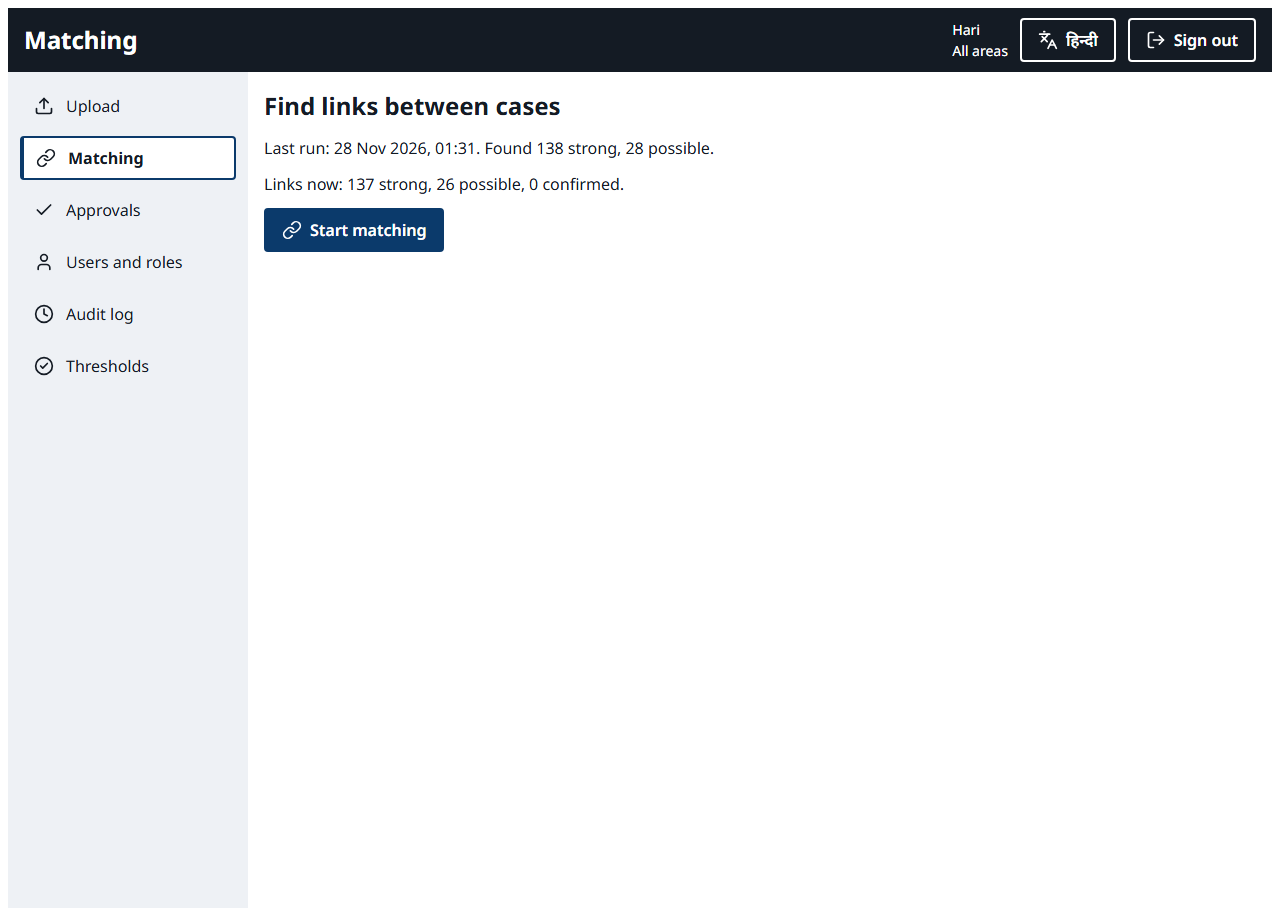 Matching
Hari
All areas
हिन्दी
Sign out
Upload
Matching
Approvals
Users and roles
Audit log
Thresholds
Find links between cases
Last run: 28 Nov 2026, 01:31. Found 138 strong, 28 possible.
Links now: 137 strong, 26 possible, 0 confirmed.
Start matching